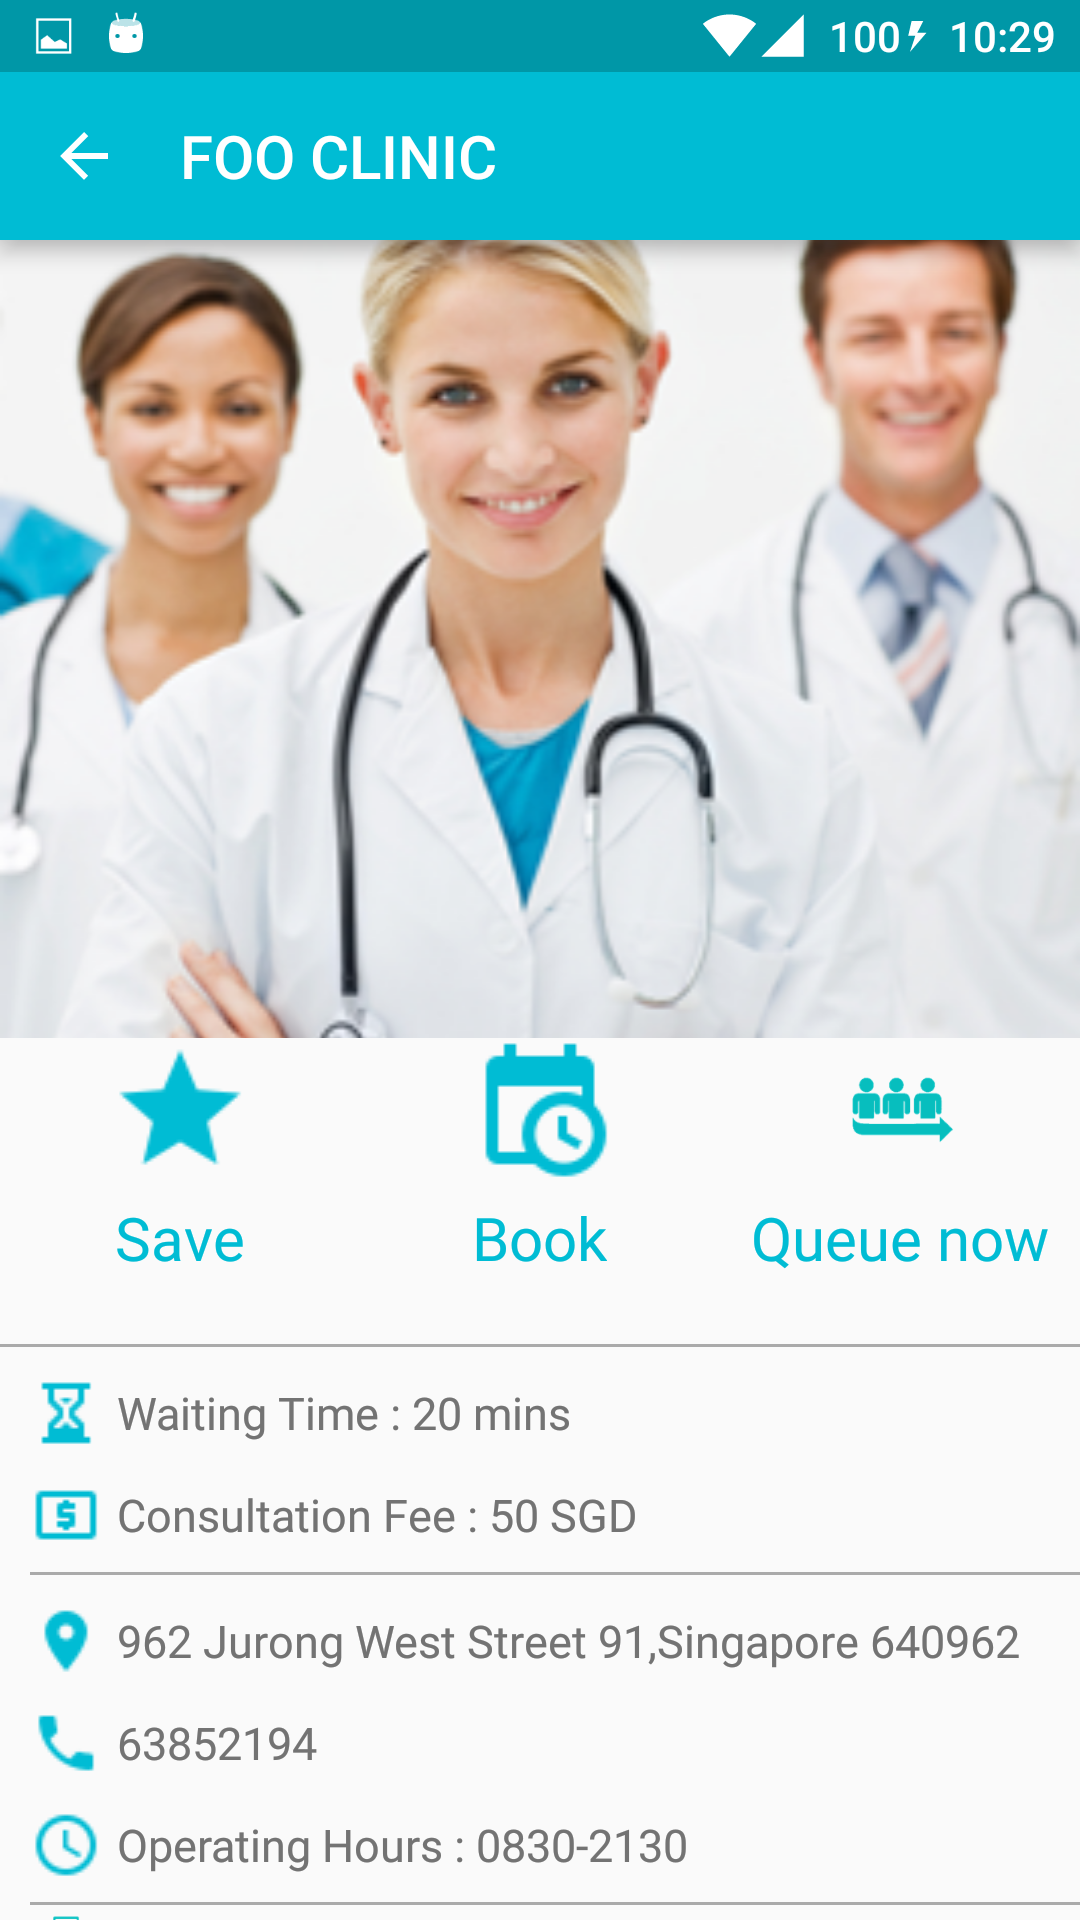 100 10:29
FOO CLINIC
Save Book Queue now
Waiting Time : 20 mins
Consultation Fee : 50 SGD
962 Jurong West Street 91,Singapore 640962
63852194
Operating Hours : 0830-2130